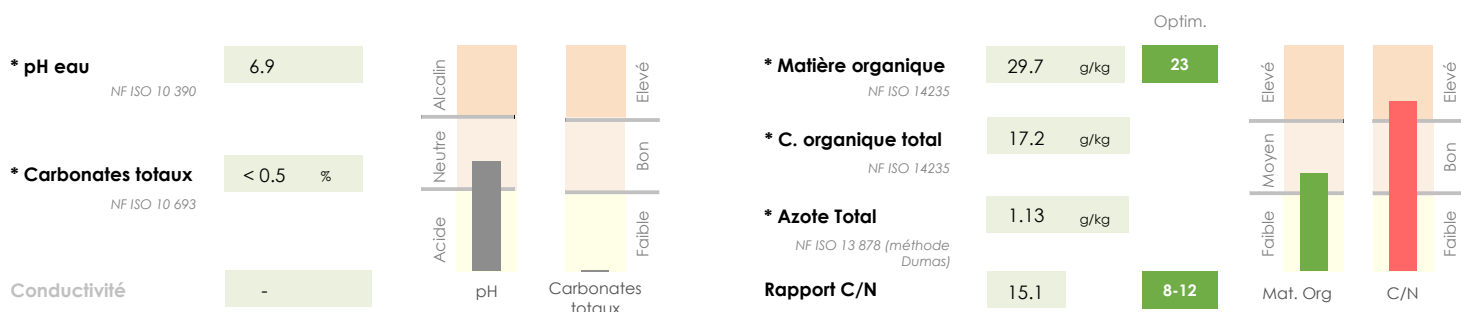 Optim.
* pH eau 6.9
NF ISO 10 390
* Carbonates totaux < 0.5 %
NF ISO 10 693
Conductivité -
Alcalin
Neutre
Acide
Elevé
Bon
Faible
pH
Carbonates
totaux
* Matière organique 29.7 g/kg 23
NF ISO 14235
* C. organique total 17.2 g/kg
NF ISO 14235
* Azote Total 1.13 g/kg
NF ISO 13 878 (méthode
Dumas)
Rapport C/N 15.1 8-12
Elevé
Moyen
Faible
Elevé
Bon
Faible
Mat. Org
C/N